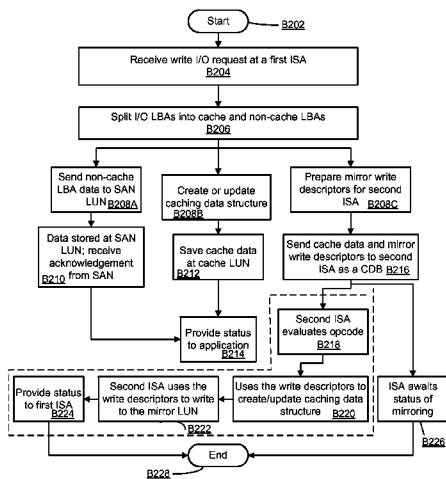 Start
B202
Receive write I/O request at a first ISA
B204
Split I/O LBAs into cache and non-cache LBAs
B206
Send non-cache
LBA data to SAN
LUN
B208A
Create or update
caching data
structure
B208B
Prepare mirror write
descriptors for second
ISA
B208C
Data stored at SAN
LUN; receive
acknowledgement
from SAN
B210
Save cache data
at cache LUN
B212
Send cache data and mirror
write descriptors to second
ISA as a CDB
B216
Provide status
to application
B214
Second ISA
evaluates opcode
B218
Provide status
to first ISA
B224
Second ISA uses the
write descriptors to write
to the mirror LUN
B222
Uses the write descriptors to
create/update caching data
structure
B220
ISA awaits
status of
mirroring
B226
End
B228